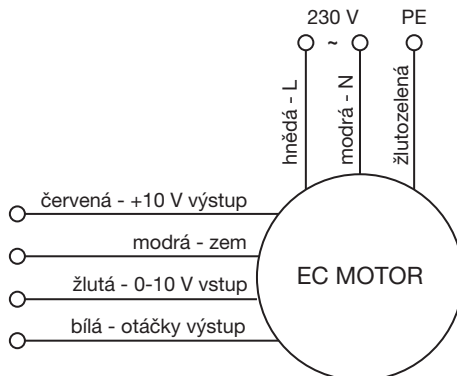 230 V PE
~
hnědá - L
modrá - N
žlutozelená
červená - +10 V výstup
modrá - zem
žlutá - 0-10 V vstup
bílá - otáčky výstup
EC MOTOR